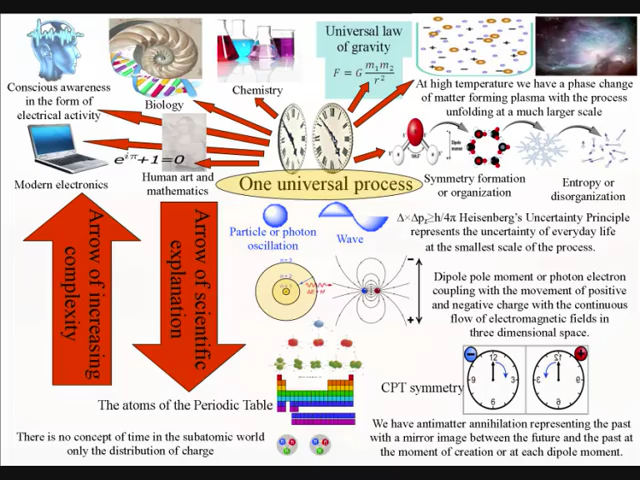 Universal law
of gravity
F = G m₁m₂
r²
Conscious awareness
in the form of
electrical activity
Biology
Chemistry
At high temperature we have a phase change
of matter forming plasma with the process
unfolding at a much larger scale
e^iπ+1=0
Modern electronics
Human art and
mathematics
One universal process
Symmetry formation
or organization
Entropy or
disorganization
Arrow of increasing
complexity
Arrow of scientific
explanation
Particle or photon
oscillation
Wave
Heisenberg's Uncertainty Principle
represents the uncertainty of everyday life
at the smallest scale of the process.
Dipole pole moment or photon electron
coupling with the movement of positive
and negative charge with the continuous
flow of electromagnetic fields in
three dimensional space.
CPT symmetry
The atoms of the Periodic Table
There is no concept of time in the subatomic world
only the distribution of charge
We have antimatter annihilation representing the past
with a mirror image between the future and the past at
the moment of creation or at each dipole moment.